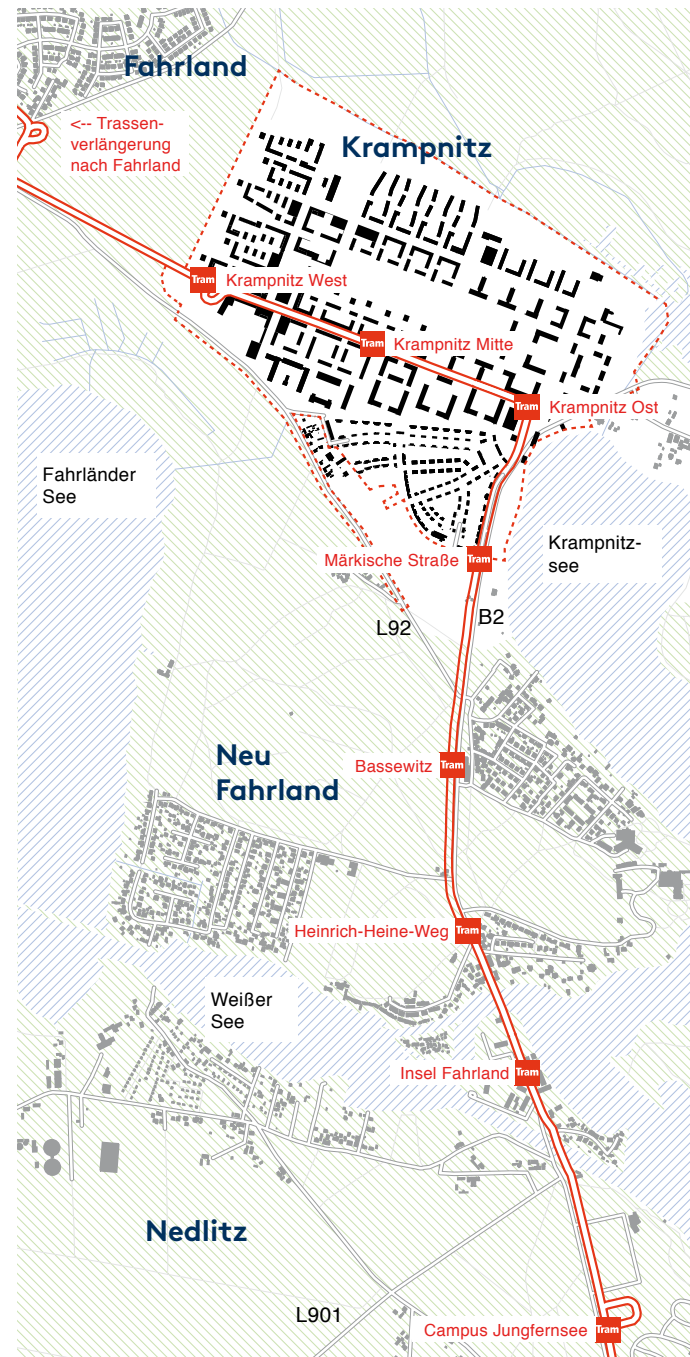 Fahrland
<-- Trassen-
verlängerung
nach Fahrland
Krampnitz
Tram
Krampnitz West
Tram
Krampnitz Mitte
Tram
Krampnitz Ost
Fahrländer
See
Krampnitz-
see
Märkische Straße
Tram
L92
B2
Neu
Fahrland
Bassewitz
Tram
Heinrich-Heine-Weg
Tram
Weißer
See
Insel Fahrland
Tram
Nedlitz
L901
Campus Jungfernsee
Tram